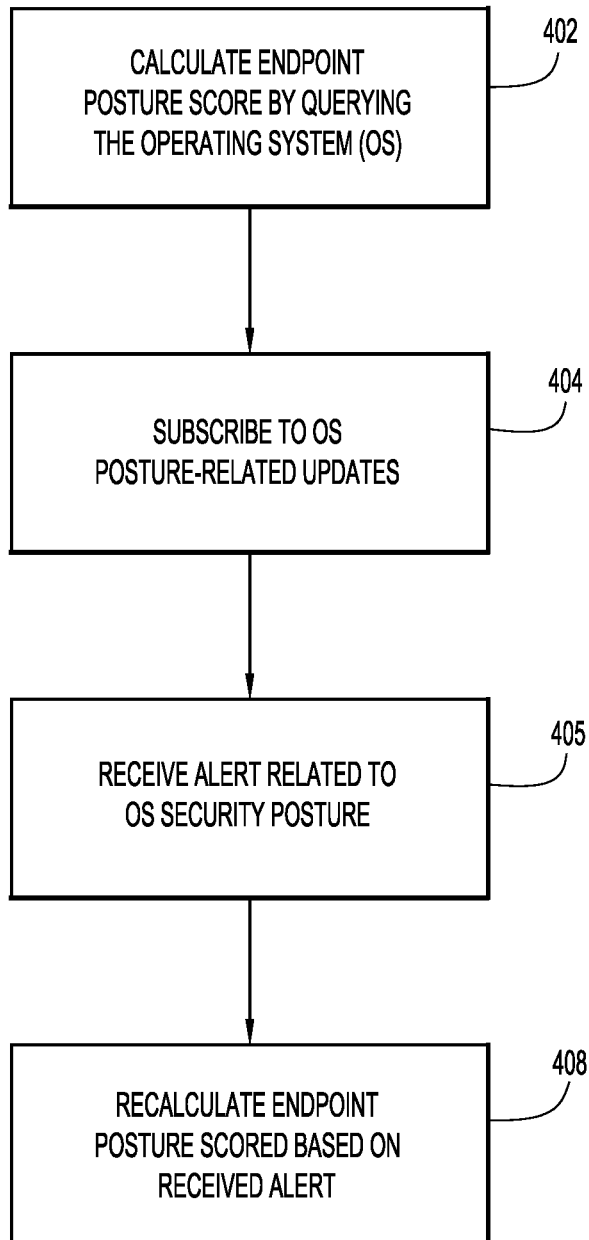 402
CALCULATE ENDPOINT
POSTURE SCORE BY QUERYING
THE OPERATING SYSTEM (OS)
404
SUBSCRIBE TO OS
POSTURE-RELATED UPDATES
405
RECEIVE ALERT RELATED TO
OS SECURITY POSTURE
408
RECALCULATE ENDPOINT
POSTURE SCORED BASED ON
RECEIVED ALERT